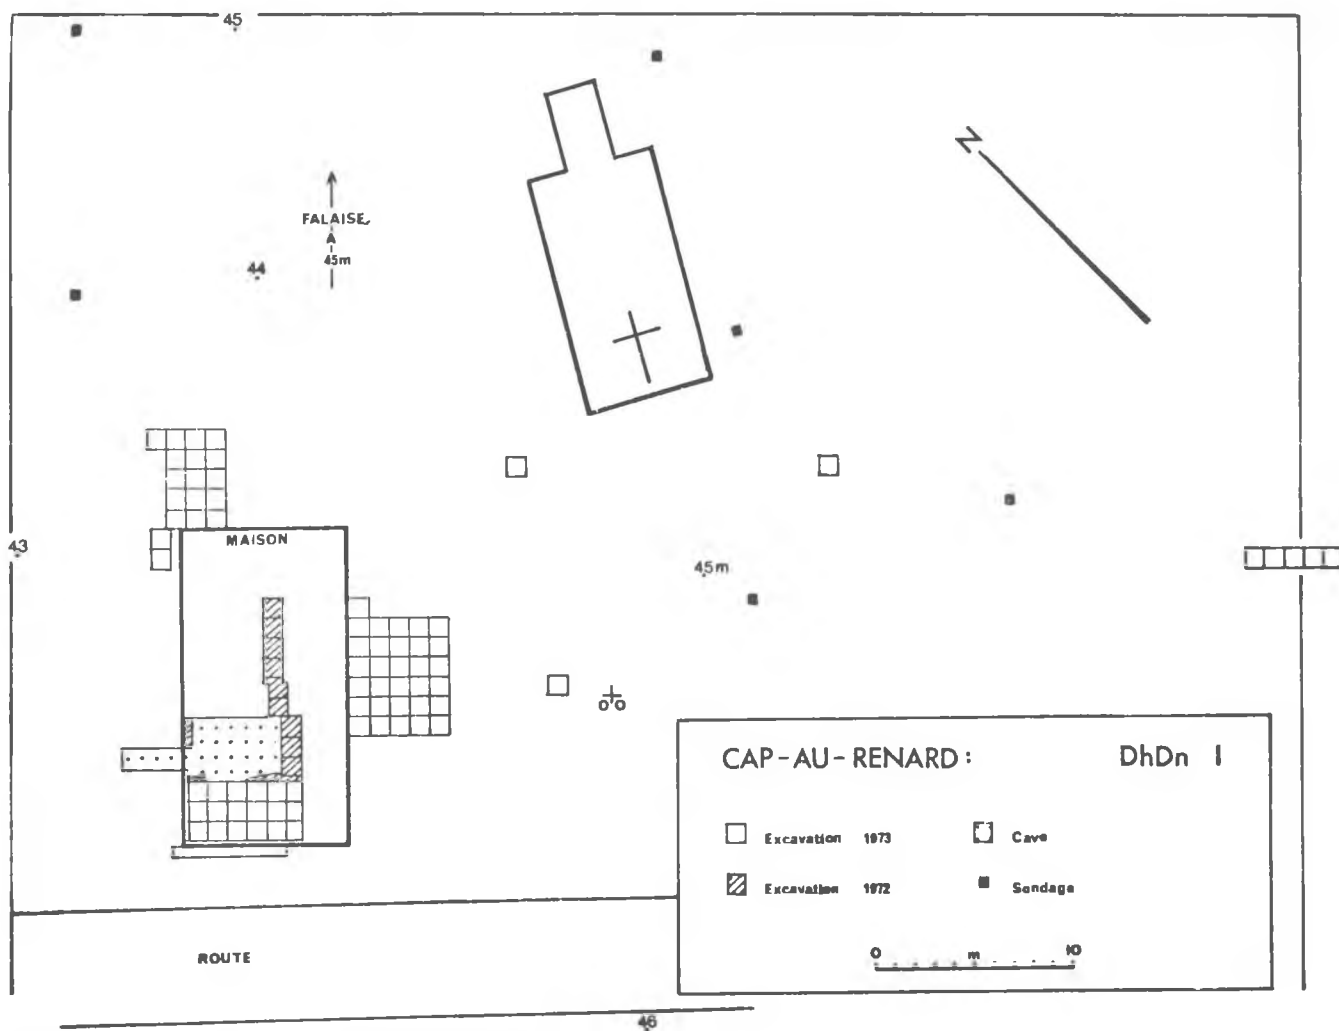 45
N
FALAISE
A
45m
44
43
MAISON
45m
CAP-AU-RENARD: DhDn 1
Excavation 1973
Cave
Excavation 1972
Sondage
0 m 10
ROUTE
46